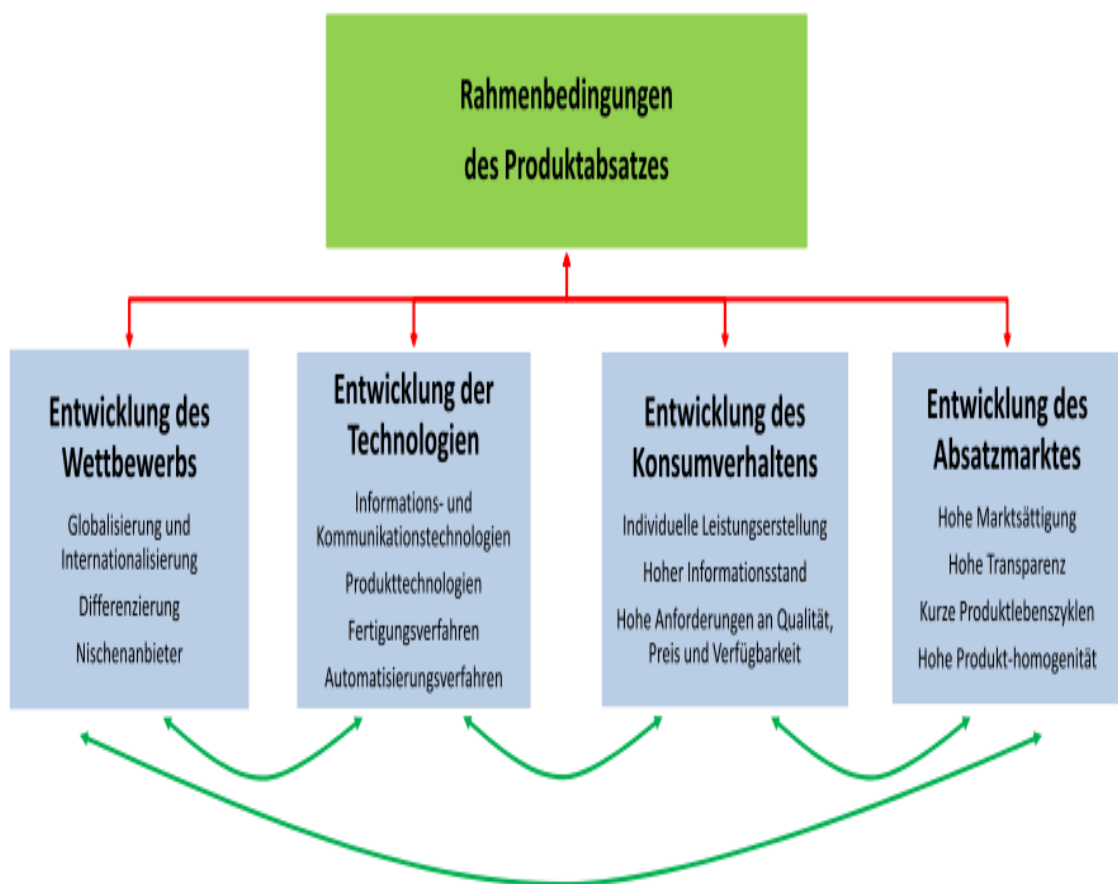 Rahmenbedingungen
des Produktabsatzes
Entwicklung des
Wettbewerbs
Globalisierung und
Internationalisierung
Differenzierung
Nischenanbieter
Entwicklung der
Technologien
Informations- und
Kommunikationstechnologien
Produkttechnologien
Fertigungsverfahren
Automatisierungsverfahren
Entwicklung des
Konsumverhaltens
Individuelle Leistungserstellung
Hoher Informationsstand
Hohe Anforderungen an Qualität,
Preis und Verfügbarkeit
Entwicklung des
Absatzmarktes
Hohe Marktsättigung
Hohe Transparenz
Kurze Produktlebenszyklen
Hohe Produkt-homogenität